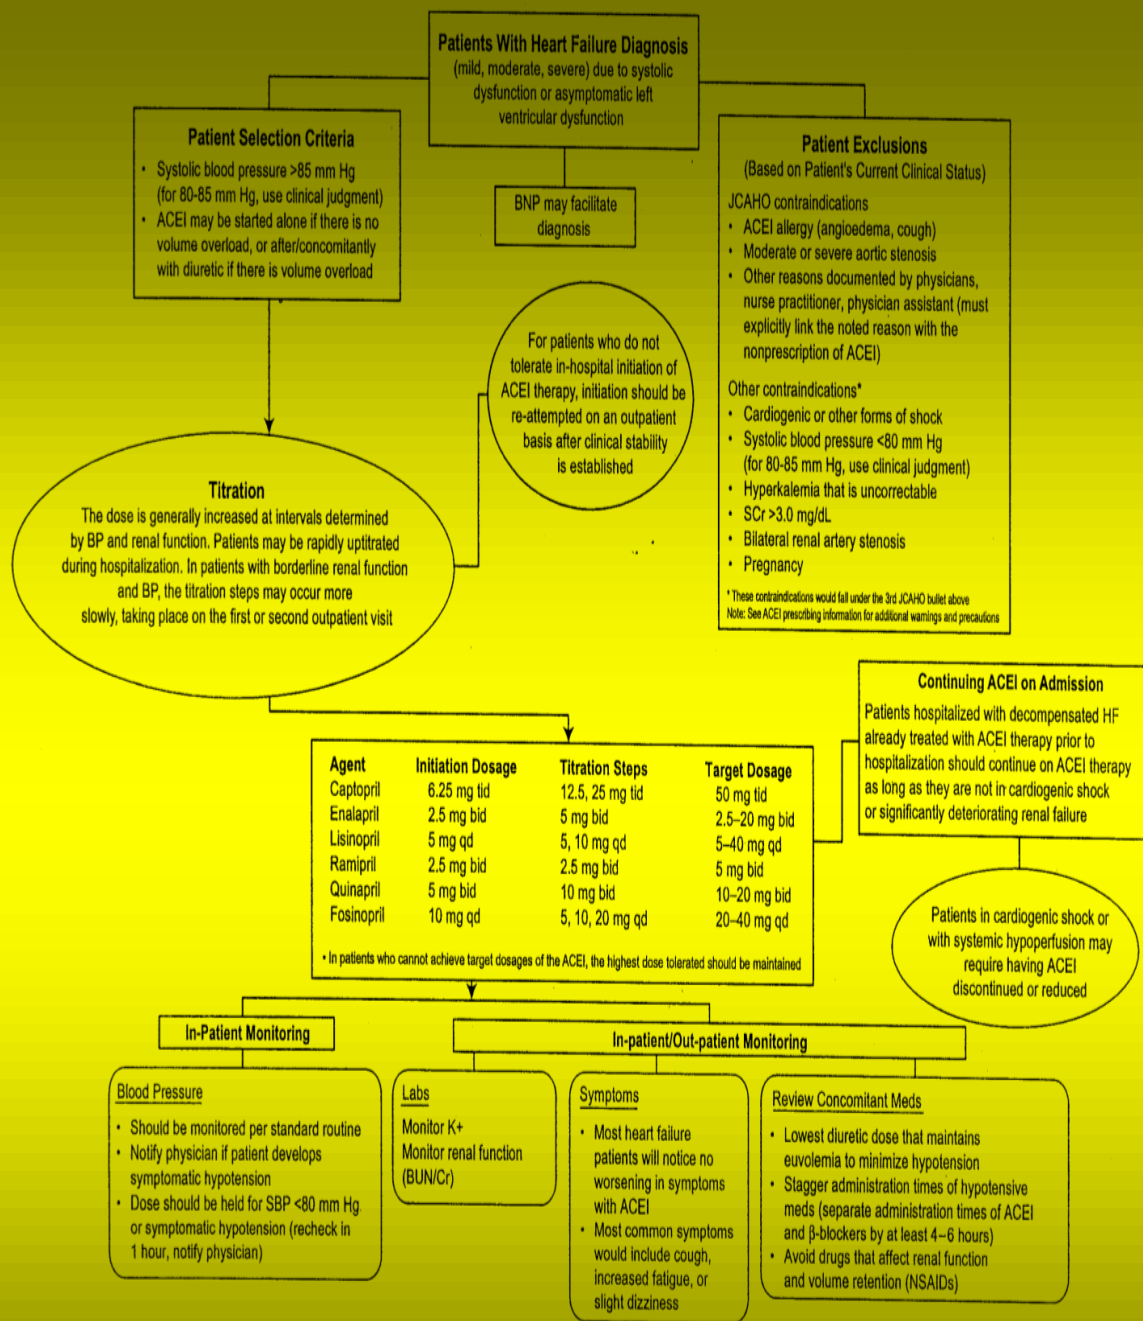 Patients With Heart Failure Diagnosis
(mild, moderate, severe) due to systolic
dysfunction or asymptomatic left
ventricular dysfunction
Patient Selection Criteria
• Systolic blood pressure >85 mm Hg
(for 80-85 mm Hg, use clinical judgment)
• ACEI may be started alone if there is no
volume overload, or after/concomitantly
with diuretic if there is volume overload
BNP may facilitate
diagnosis
Patient Exclusions
(Based on Patient's Current Clinical Status)
JCAHO contraindications
• ACEI allergy (angioedema, cough)
• Moderate or severe aortic stenosis
• Other reasons documented by physicians,
nurse practitioner, physician assistant (must
explicitly link the noted reason with the
nonprescription of ACEI)
Other contraindications*
• Cardiogenic or other forms of shock
• Systolic blood pressure <80 mm Hg
(for 80-85 mm Hg, use clinical judgment)
• Hyperkalemia that is uncorrectable
• SCr >3.0 mg/dL
• Bilateral renal artery stenosis
• Pregnancy
* These contraindications would fall under the 3rd JCAHO bullet above
Note: See ACEI prescribing information for additional warnings and precautions
For patients who do not
tolerate in-hospital initiation of
ACEI therapy, initiation should be
re-attempted on an outpatient
basis after clinical stability
is established
Titration
The dose is generally increased at intervals determined
by BP and renal function. Patients may be rapidly uptitrated
during hospitalization. In patients with borderline renal function
and BP, the titration steps may occur more
slowly, taking place on the first or second outpatient visit
Continuing ACEI on Admission
Patients hospitalized with decompensated HF
already treated with ACEI therapy prior to
hospitalization should continue on ACEI therapy
as long as they are not in cardiogenic shock
or significantly deteriorating renal failure
Agent Initiation Dosage Titration Steps Target Dosage
Captopril 6.25 mg tid 12.5, 25 mg tid 50 mg tid
Enalapril 2.5 mg bid 5 mg bid 2.5–20 mg bid
Lisinopril 5 mg qd 5, 10 mg qd 5–40 mg qd
Ramipril 2.5 mg bid 2.5 mg bid 5 mg bid
Quinapril 5 mg bid 10 mg bid 10–20 mg bid
Fosinopril 10 mg qd 5, 10, 20 mg qd 20–40 mg qd
• In patients who cannot achieve target dosages of the ACEI, the highest dose tolerated should be maintained
Patients in cardiogenic shock or
with systemic hypoperfusion may
require having ACEI
discontinued or reduced
In-Patient Monitoring
In-patient/Out-patient Monitoring
Blood Pressure
• Should be monitored per standard routine
• Notify physician if patient develops
symptomatic hypotension
• Dose should be held for SBP <80 mm Hg
or symptomatic hypotension (recheck in
1 hour, notify physician)
Labs
Monitor K+
Monitor renal function
(BUN/Cr)
Symptoms
• Most heart failure
patients will notice no
worsening in symptoms
with ACEI
• Most common symptoms
would include cough,
increased fatigue, or
slight dizziness
Review Concomitant Meds
• Lowest diuretic dose that maintains
euvolemia to minimize hypotension
• Stagger administration times of hypotensive
meds (separate administration times of ACEI
and β-blockers by at least 4–6 hours)
• Avoid drugs that affect renal function
and volume retention (NSAIDs)